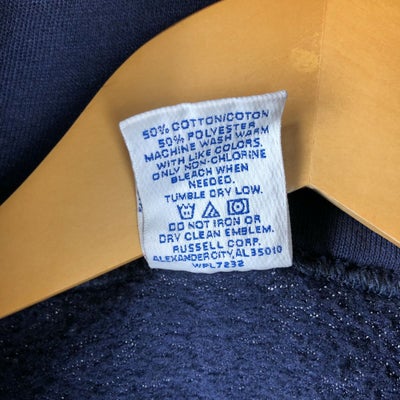 50% COTTON/COTON
50% POLYESTER
MACHINE WASH WARM
WITH LIKE COLORS.
ONLY NON-CHLORINE
BLEACH WHEN
NEEDED.
TUMBLE DRY LOW.
DO NOT IRON OR
DRY CLEAN EMBLEM.
RUSSELL CORP.
ALEXANDER CITY,AL 35010
WPL7232